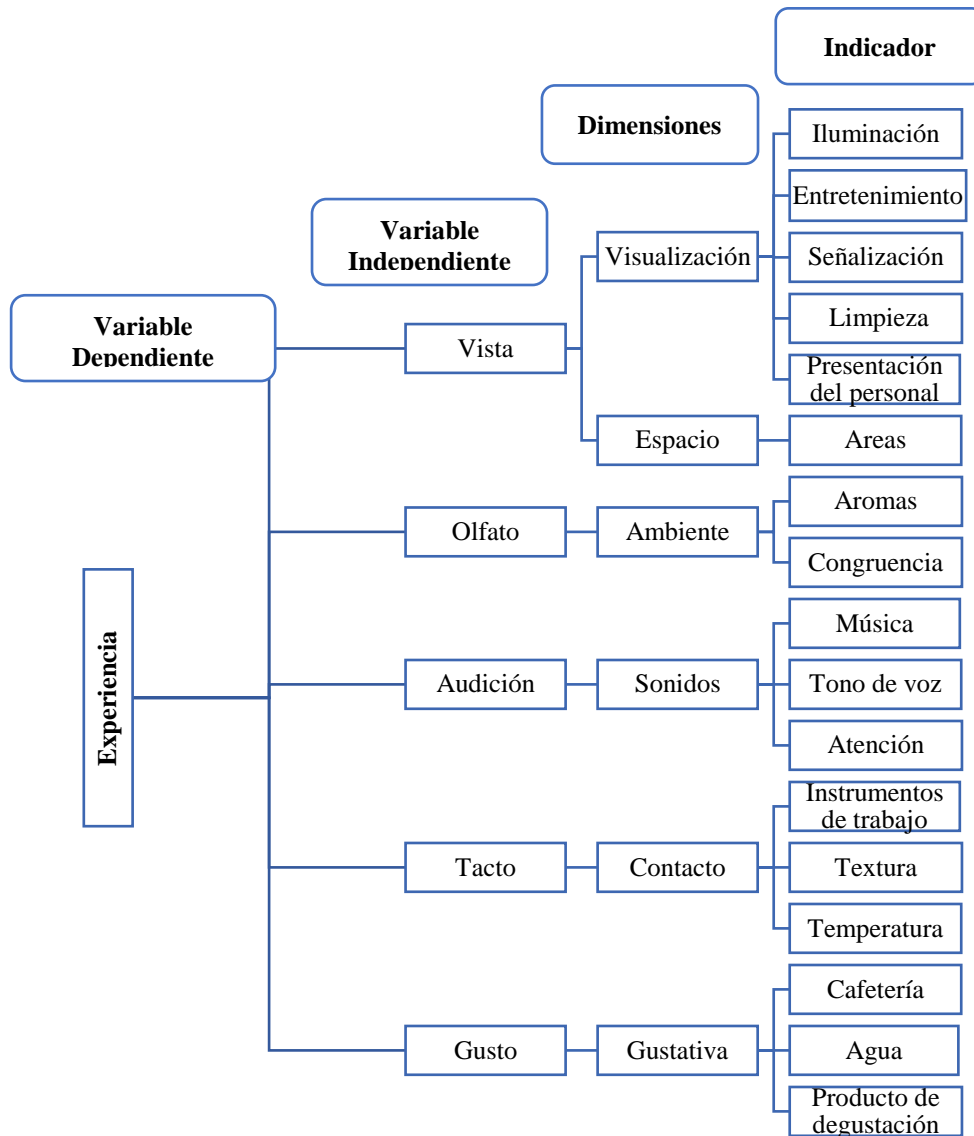 Indicador
Dimensiones
Variable
Independiente
Variable
Dependiente
Experiencia
Vista
Visualización
Iluminación
Entretenimiento
Señalización
Limpieza
Presentación
del personal
Espacio
Areas
Olfato
Ambiente
Aromas
Congruencia
Audición
Sonidos
Música
Tono de voz
Atención
Tacto
Contacto
Instrumentos
de trabajo
Textura
Temperatura
Gusto
Gustativa
Cafetería
Agua
Producto de
degustación